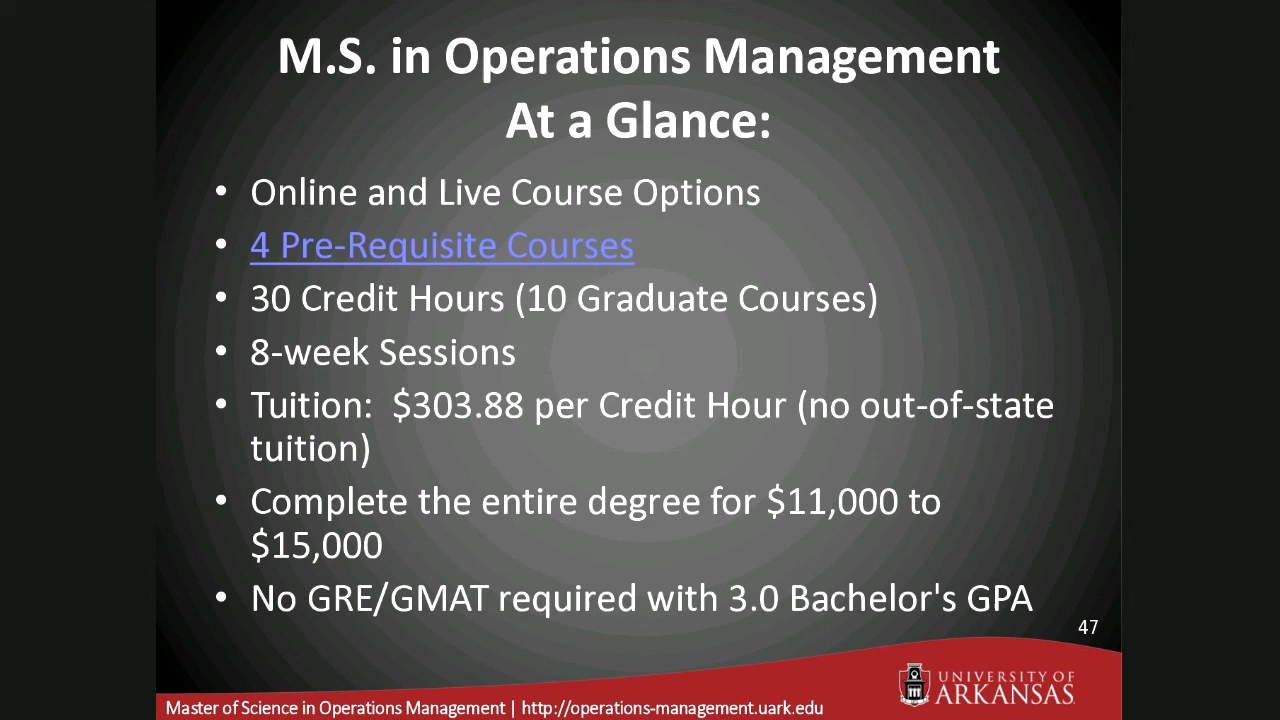 M.S. in Operations Management
At a Glance:
• Online and Live Course Options
• 4 Pre-Requisite Courses
• 30 Credit Hours (10 Graduate Courses)
• 8-week Sessions
• Tuition:  $303.88 per Credit Hour (no out-of-state
tuition)
• Complete the entire degree for $11,000 to
$15,000
• No GRE/GMAT required with 3.0 Bachelor's GPA
47
UNIVERSITY OF
ARKANSAS
Master of Science in Operations Management | http://operations-management.uark.edu